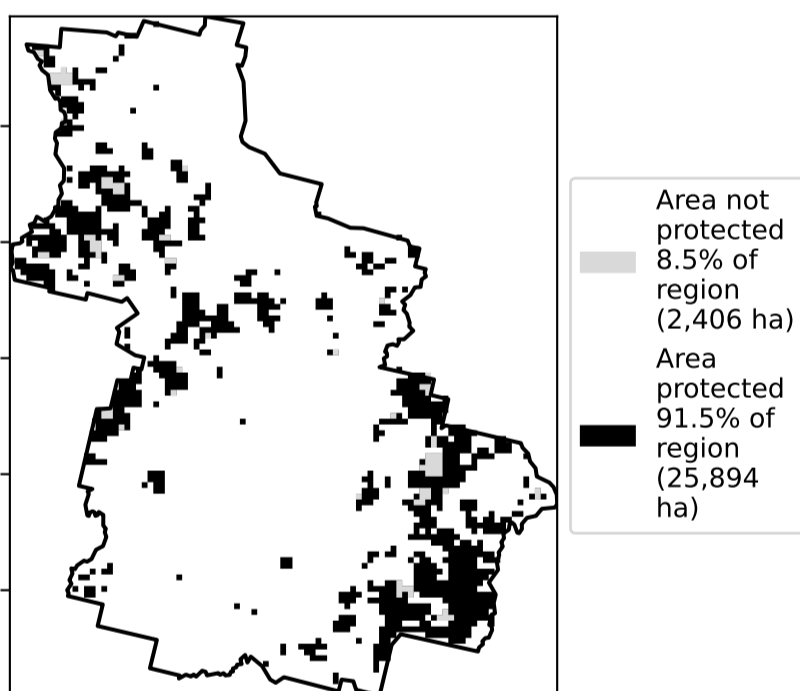 Area not
protected
8.5% of
region
(2,406 ha)
Area
protected
91.5% of
region
(25,894
ha)